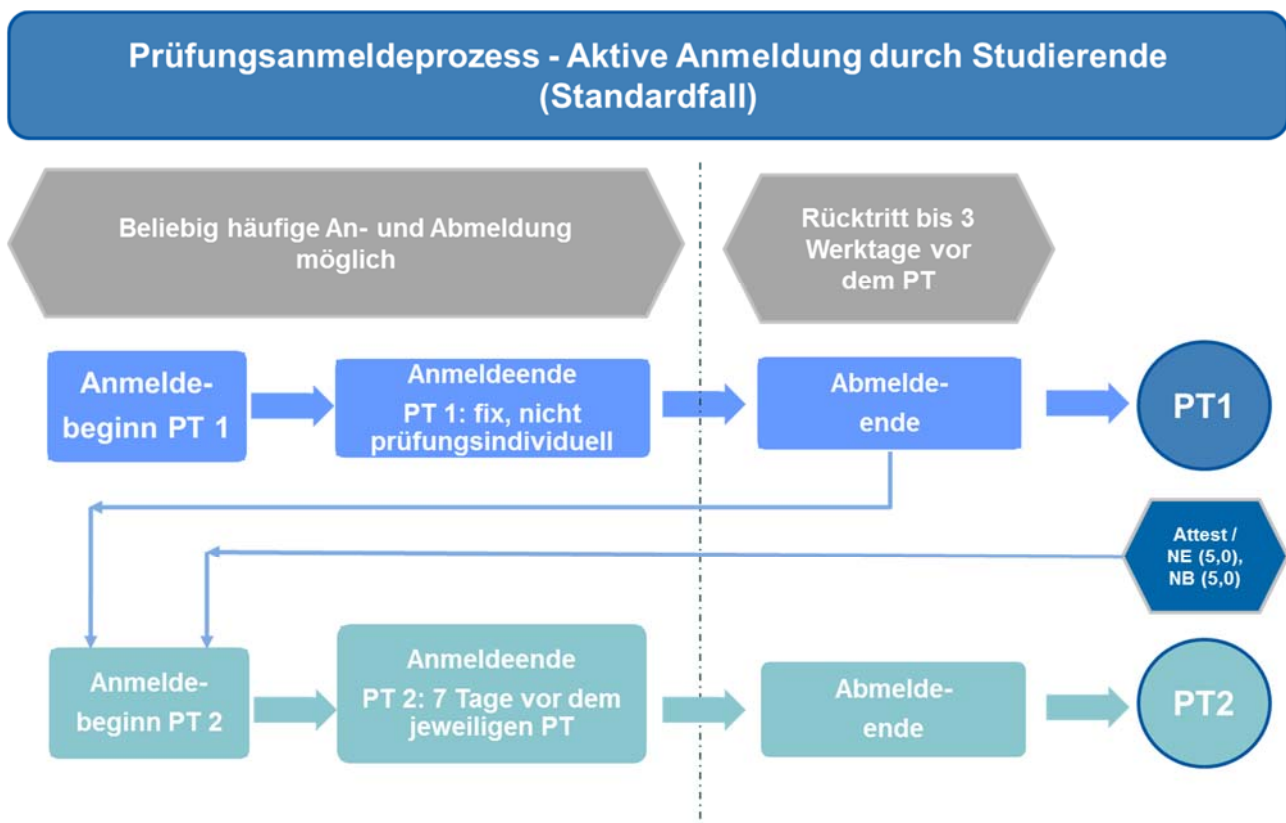 Prüfungsanmeldeprozess - Aktive Anmeldung durch Studierende
(Standardfall)
Beliebig häufige An- und Abmeldung
möglich
Rücktritt bis 3
Werktage vor
dem PT
Anmelde-
beginn PT 1
Anmeldeende
PT 1: fix, nicht
prüfungsindividuell
Abmelde-
ende
PT1
Attest /
NE (5,0),
NB (5,0)
Anmelde-
beginn PT 2
Anmeldeende
PT 2: 7 Tage vor dem
jeweiligen PT
Abmelde-
ende
PT2